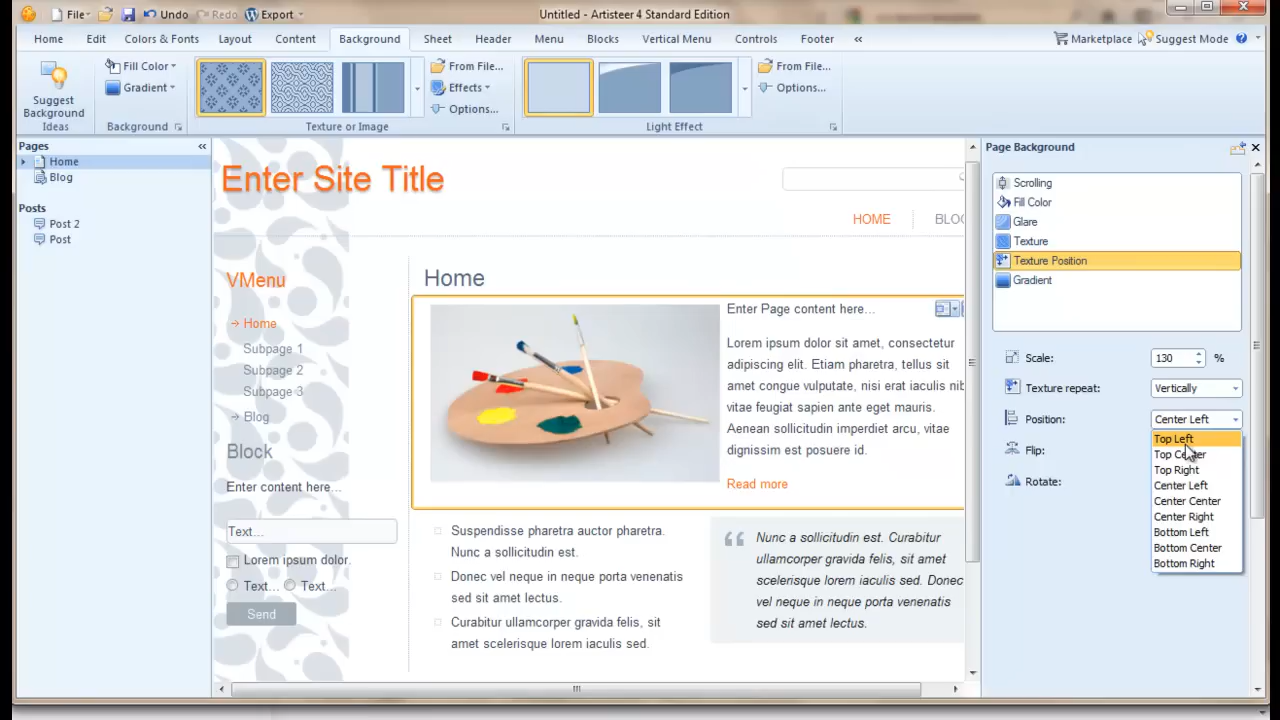 File
Undo
Redo
Export
Untitled - Artisteer 4 Standard Edition
Home
Edit
Colors & Fonts
Layout
Content
Background
Sheet
Header
Menu
Blocks
Vertical Menu
Controls
Footer
Marketplace
Suggest Mode
Suggest
Background
Ideas
Fill Color
Gradient
Background
From File...
Effects
Options...
Texture or Image
From File...
Options...
Light Effect
Pages
Home
Blog
Posts
Post 2
Post
Enter Site Title
HOME
BLO
VMenu
Home
Subpage 1
Subpage 2
Subpage 3
Blog
Block
Enter content here...
Text...
Lorem ipsum dolor.
Text...
Text...
Send
Home
Enter Page content here...
Lorem ipsum dolor sit amet, consectetur
adipiscing elit. Etiam pharetra, tellus sit
amet congue vulputate, nisi erat iaculis nib
vitae feugiat sapien ante eget mauris.
Aenean sollicitudin imperdiet arcu, vitae
dignissim est posuere id.
Read more
Suspendisse pharetra auctor pharetra.
Nunc a sollicitudin est.
Donec vel neque in neque porta venenatis
sed sit amet lectus.
Curabitur ullamcorper gravida felis, sit
amet scelerisque lorem iaculis sed.
Nunc a sollicitudin est. Curabitur
ullamcorper gravida felis, sit amet
scelerisque lorem iaculis sed. Donec
vel neque in neque porta venenatis
sed sit amet lectus.
Page Background
Scrolling
Fill Color
Glare
Texture
Texture Position
Gradient
Scale:
130
%
Texture repeat:
Vertically
Position:
Center Left
Flip:
Rotate:
Top Left
Top Center
Top Right
Center Left
Center Center
Center Right
Bottom Left
Bottom Center
Bottom Right